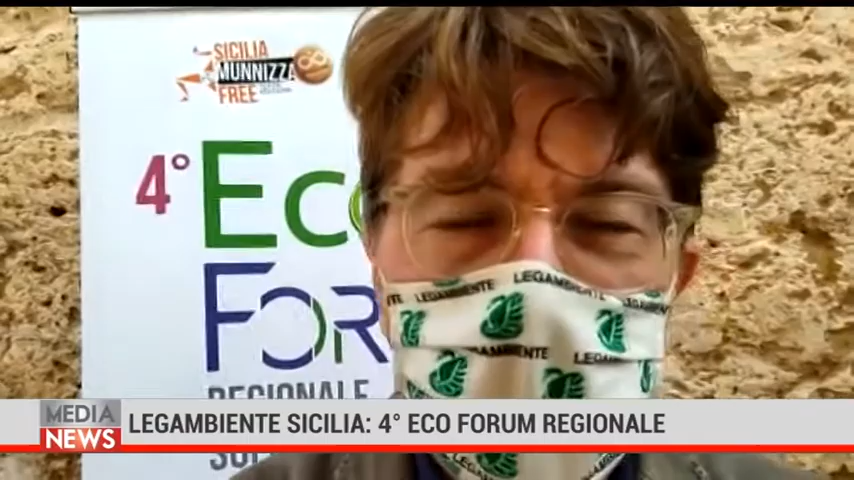 SICILIA
MUNNIZZA
FREE
4° ECO
FOR
REGIONALE
LEGAMBIENTE
LEGAMBIENTE
LEGAMBIENTE
MEDIA
NEWS
LEGAMBIENTE SICILIA: 4° ECO FORUM REGIONALE